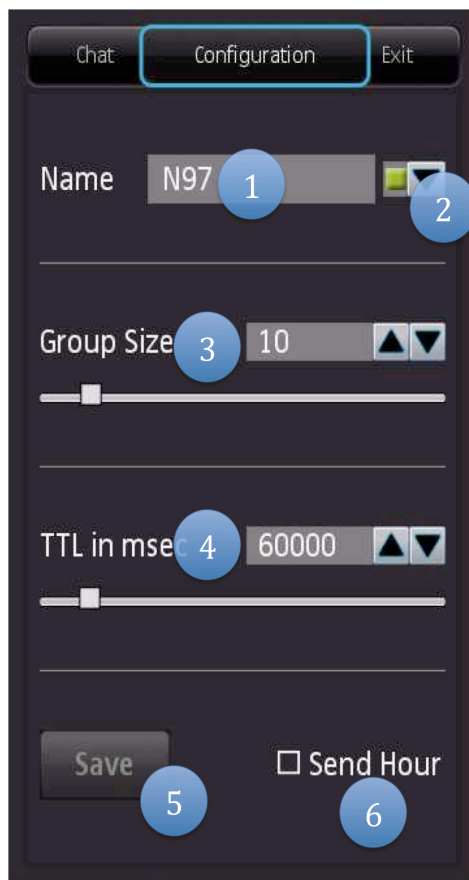 Chat Configuration Exit
Name N97 1
2
Group Size 3 10
TTL in msec 4 60000
Save Send Hour
5 6